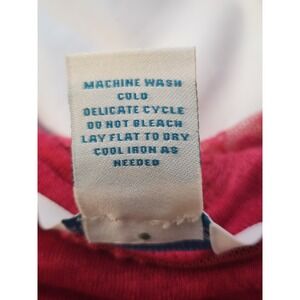 MACHINE WASH
COLD
DELICATE CYCLE
DO NOT BLEACH
LAY FLAT TO DRY
COOL IRON AS
NEEDED